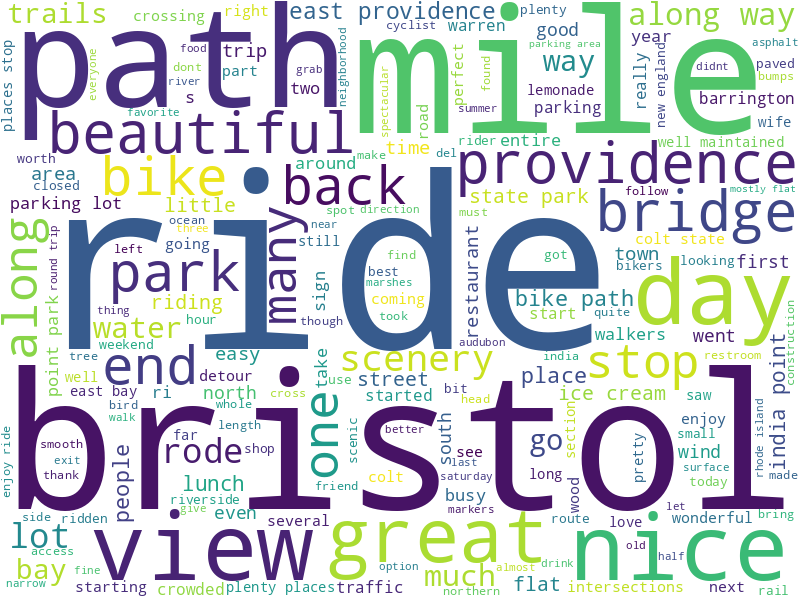 trails
crossing
right
east providence
plenty
along way
path
mile
cyclist
warren
good
parking area
year
asphalt
places stop
everyone
food
dont
river
trip
part
grab
two
s
favorite
neighborhood
spectacular
perfect
road
found
summer
way
lemonade
parking
really
new england
didnt
paved
bumps
barrington
wife
beautiful
worth
area
closed
bike
around
make
time
del
rider
entire
well maintained
providence
parking lot
little
back
spot
direction
must
state park
follow
mostly flat
bridge
colt state
along
round trip
ocean
three
left
going
many
near
still
ride
find
best
marshes
coming
took
restaurant
got
town
bikers
looking
first
day
park
riding
thing
hour
though
sign
bike path
start
quite
walkers
went
construction
point park
water
weekend
tree
easy
audubon
india
stop
restroom
well
end
detour
take
scenery
street
place
east bay
ri
north
use
cross
started
bit
head
ice cream
saw
enjoy
rhode island
india point
bird
walk
whole
length
one
scenic
better
south
section
small
pretty
wind
surface
today
made
bristol
enjoy ride
smooth
exit
thank
people
far
rode
shop
see
last
saturday
markers
go
long
wood
lunch
riverside
give
friend
busy
let
bring
side
ridden
even
several
route
love
wonderful
lot
access
view
great
nice
old
half
bay
fine
narrow
starting
crowded
plenty places
traffic
option
much
almost
northern
drink
flat
intersections
next
rail